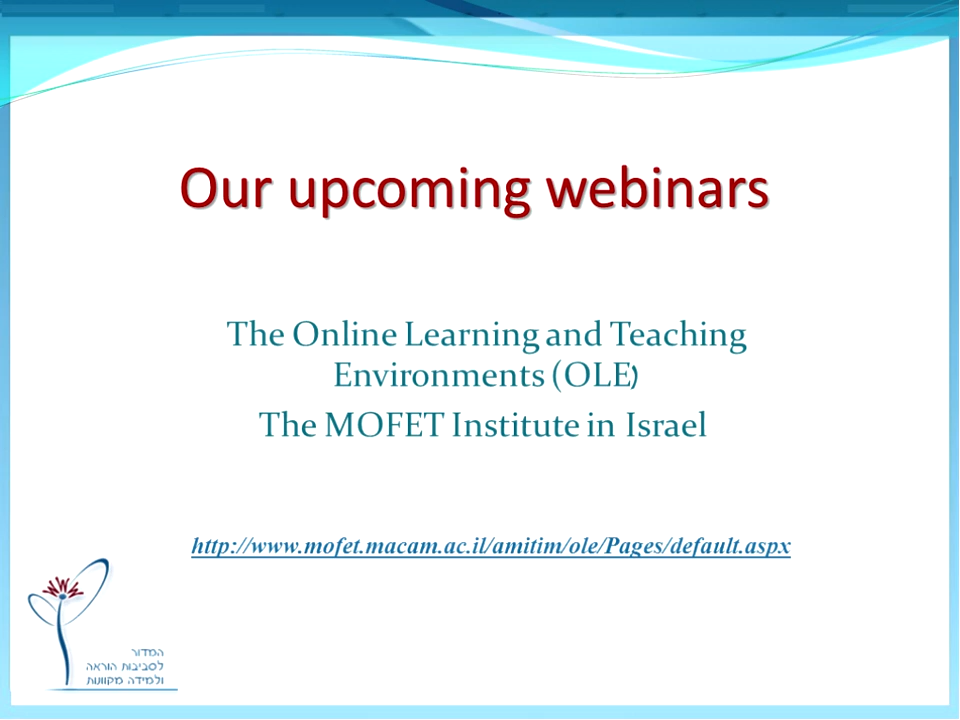 Our upcoming webinars
The Online Learning and Teaching
Environments (OLE)
The MOFET Institute in Israel
http://www.mofet.macam.ac.il/amitim/ole/Pages/default.aspx
WWW
המדור
לסביבות הוראה
ולמידה מקוונות